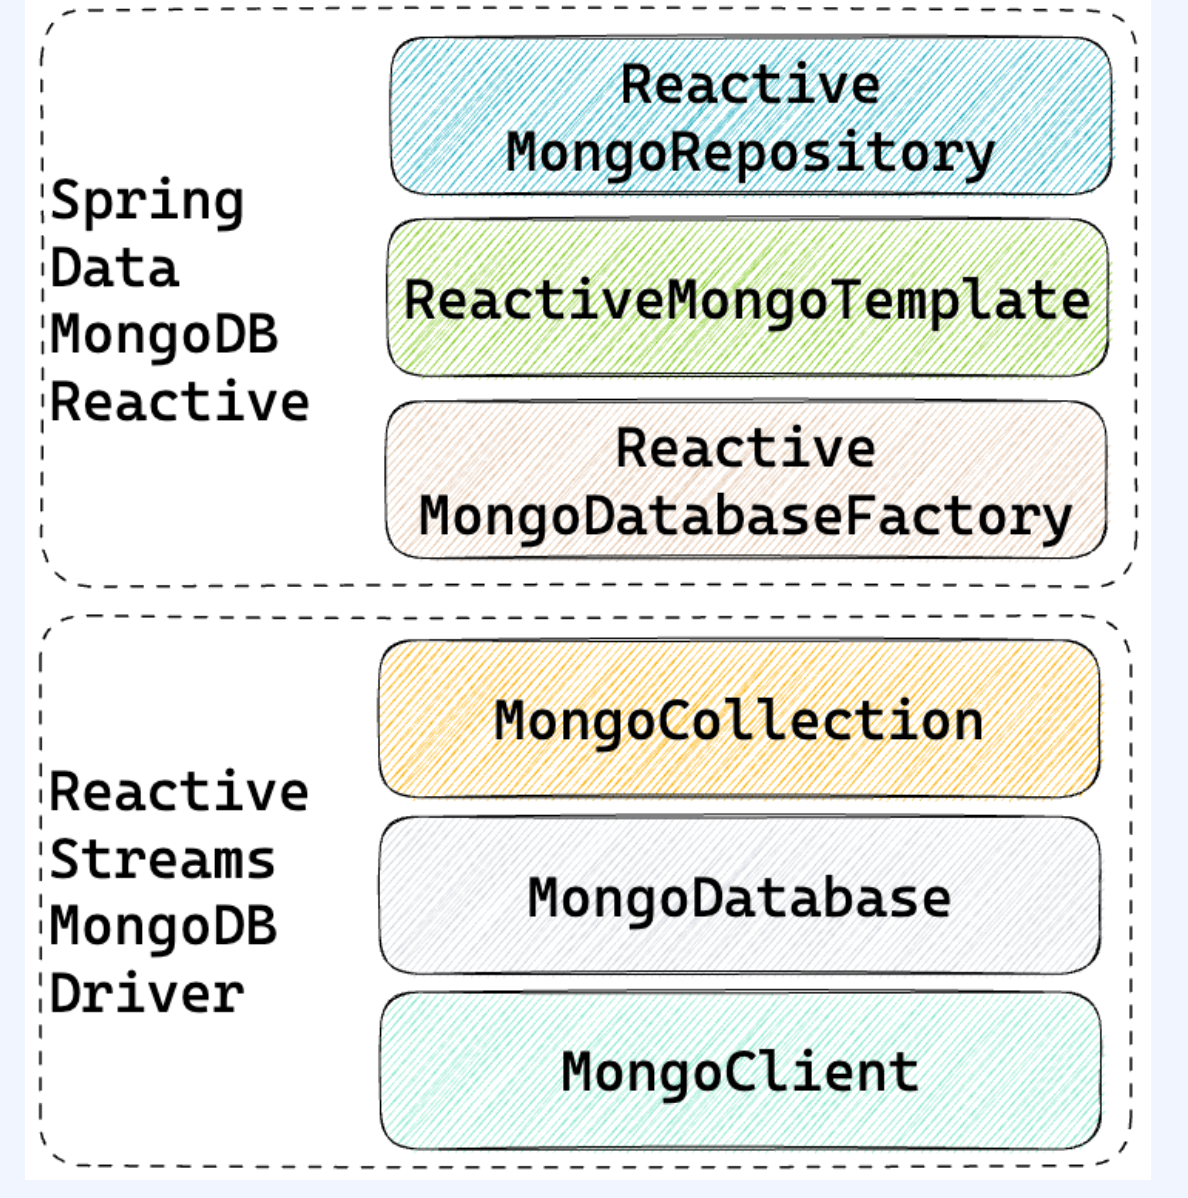 Spring
Data
MongoDB
Reactive
Reactive
MongoRepository
ReactiveMongoTemplate
Reactive
MongoDatabaseFactory
Reactive
Streams
MongoDB
Driver
MongoCollection
MongoDatabase
MongoClient